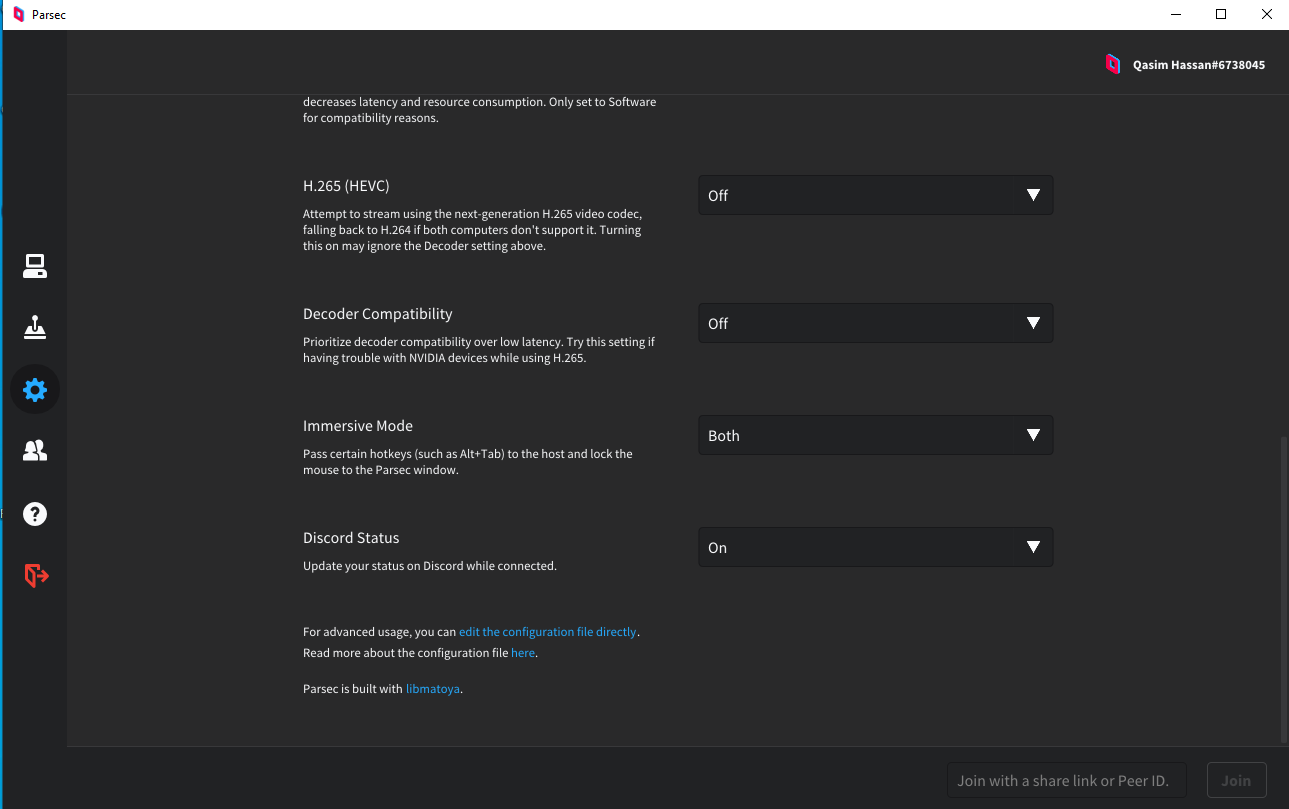 Parsec
Qasim Hassan#6738045
decreases latency and resource consumption. Only set to Software
for compatibility reasons.
H.265 (HEVC)
Off
Attempt to stream using the next-generation H.265 video codec,
falling back to H.264 if both computers don't support it. Turning
this on may ignore the Decoder setting above.
Decoder Compatibility
Off
Prioritize decoder compatibility over low latency. Try this setting if
having trouble with NVIDIA devices while using H.265.
Immersive Mode
Both
Pass certain hotkeys (such as Alt+Tab) to the host and lock the
mouse to the Parsec window.
Discord Status
On
Update your status on Discord while connected.
For advanced usage, you can edit the configuration file directly.
Read more about the configuration file here.
Parsec is built with libmatoya.
Join with a share link or Peer ID.
Join